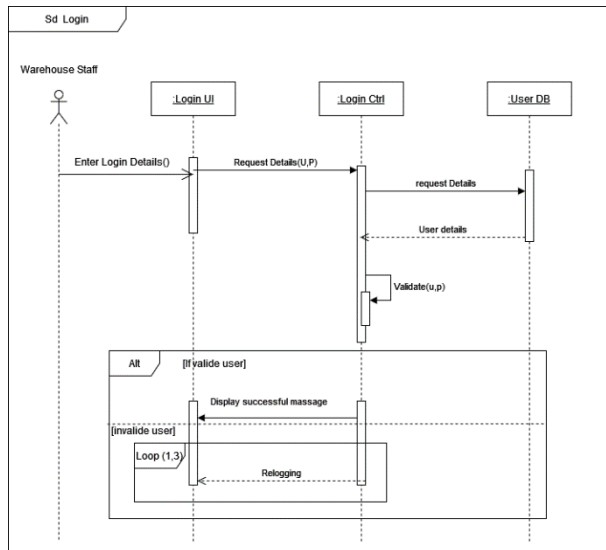 Sd Login
Warehouse Staff
:Login UI
:Login Ctrl
:User DB
Enter Login Details()
Request Details(U,P)
request Details
User details
Validate(u,p)
Alt
[If valide user]
Display successful massage
[invalide user]
Loop (1,3)
Relogging